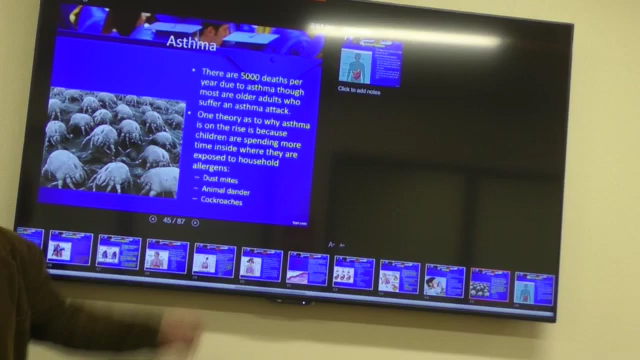 Asthma
• There are 5000 deaths per
year due to asthma though
most are older adults who
suffer an asthma attack.
• One theory as to why asthma
is on the rise is because
children are spending more
time inside where they are
exposed to household
allergens:
– Dust mites
– Animal dander
– Cockroaches
45 / 87
Click to add notes